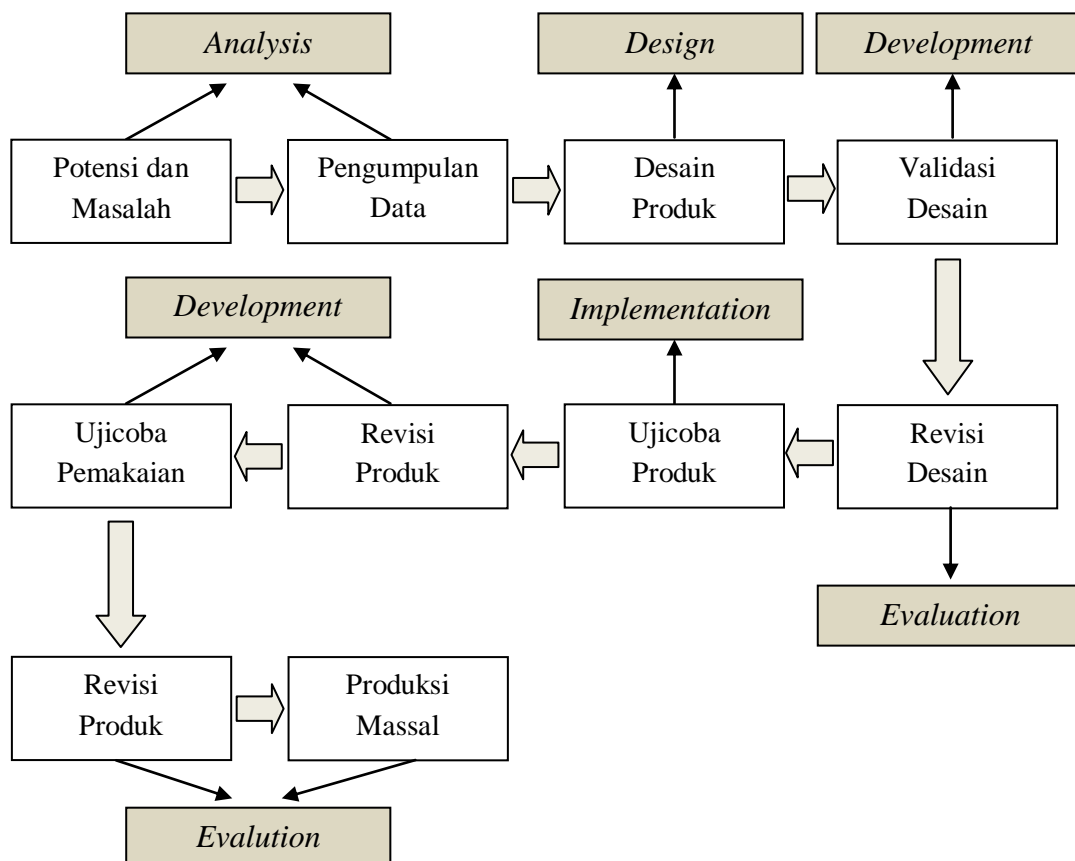 Analysis
Design
Development
Potensi dan
Masalah
Pengumpulan
Data
Desain
Produk
Validasi
Desain
Development
Implementation
Ujicoba
Pemakaian
Revisi
Produk
Ujicoba
Produk
Revisi
Desain
Evaluation
Revisi
Produk
Produksi
Massal
Evalution